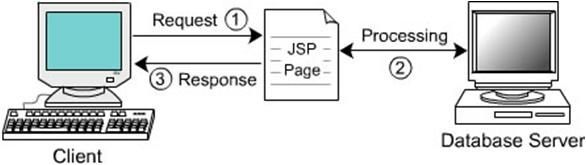 Request 1
3 Response
JSP
Page
Processing
2
Client
Database Server